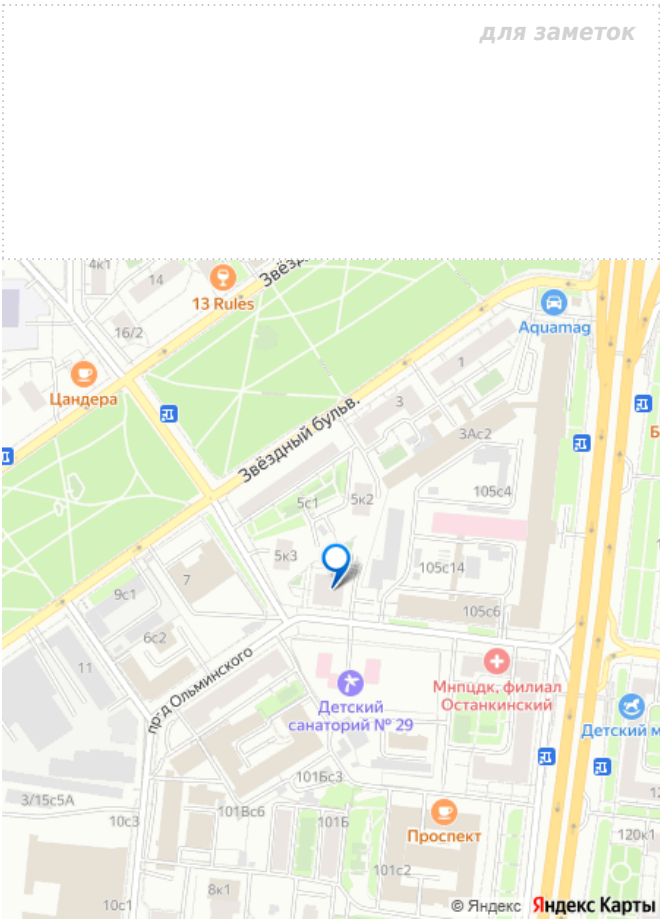 для заметок
4к1
14
13 Rules
16/2
Aquamag
Цандера
1
3
Звёздный бульв.
3Ас2
5с1
5к2
105с4
5к3
7
105с14
9с1
105с6
6с2
11
пр-д Ольминского
Мнпцдк, филиал
Останкинский
Детский
санаторий № 29
101Бс3
3/15с5А
10с3
101Вс6
101Б
Проспект
120к1
101с2
8к1
10с1
© Яндекс
Яндекс Карты